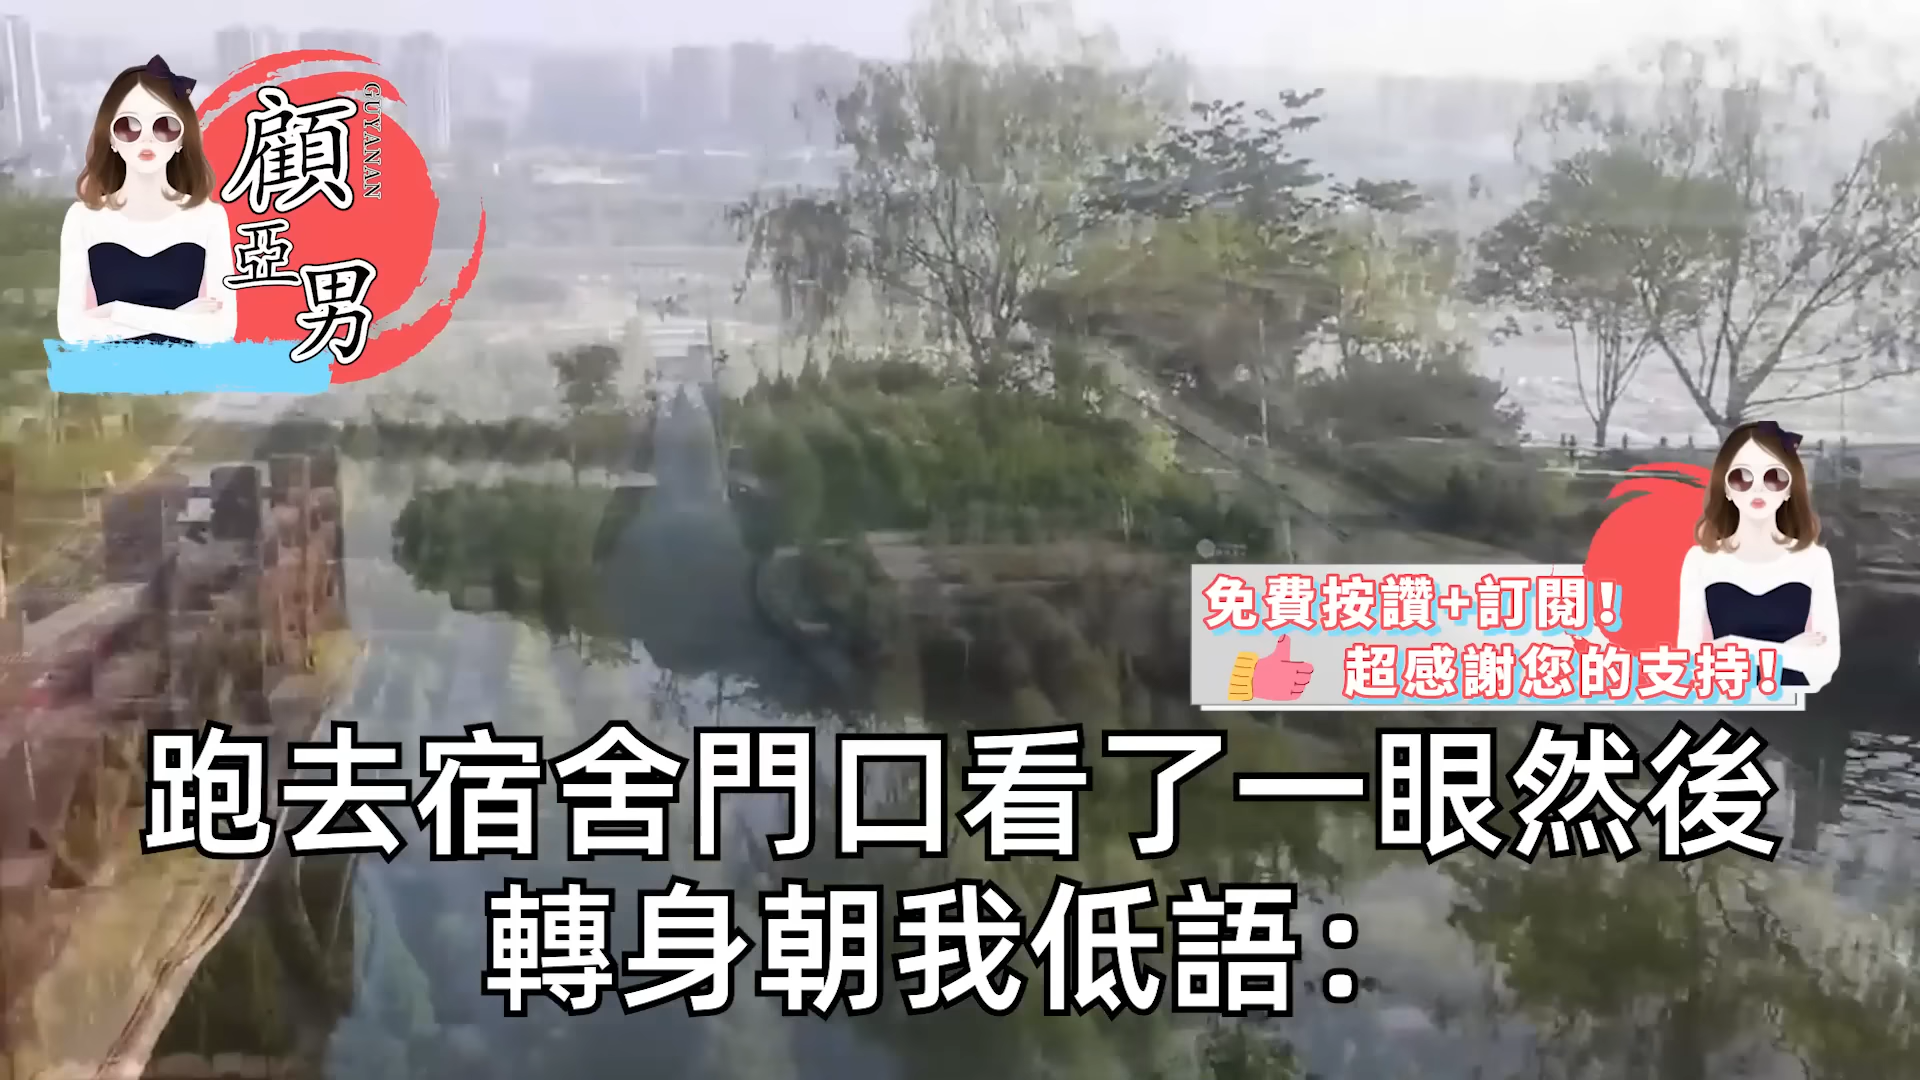 顧亞男
GUYANAN
免費按讚+訂閱!
超感謝您的支持!
跑去宿舍門口看了一眼然後
轉身朝我低語：